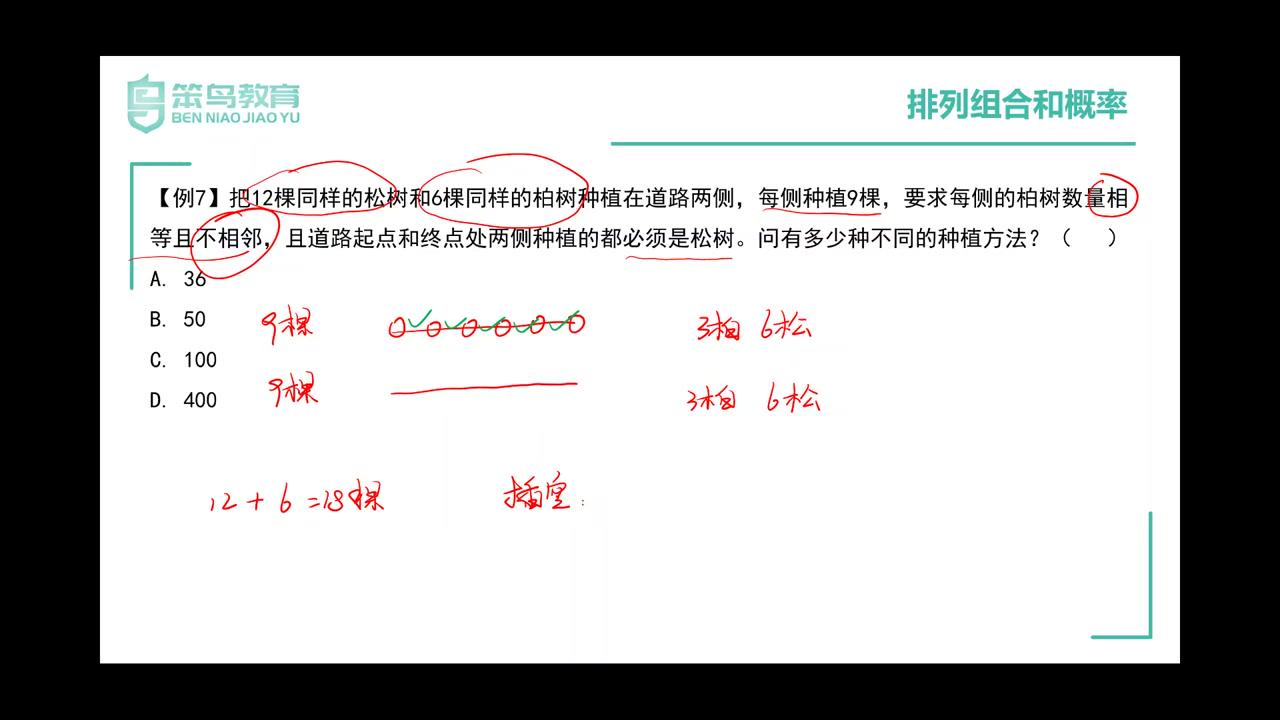 笨鸟教育
BEN NIAO JIAO YU
排列组合和概率
【例7】把12棵同样的松树和6棵同样的柏树种植在道路两侧，每侧种植9棵，要求每侧的柏树数量相
等且不相邻，且道路起点和终点处两侧种植的都必须是松树。问有多少种不同的种植方法？（　　）
A. 36
B. 50
C. 100
D. 400
9棵 3柏 6松
9棵 3柏 6松
12+6=18棵 插空